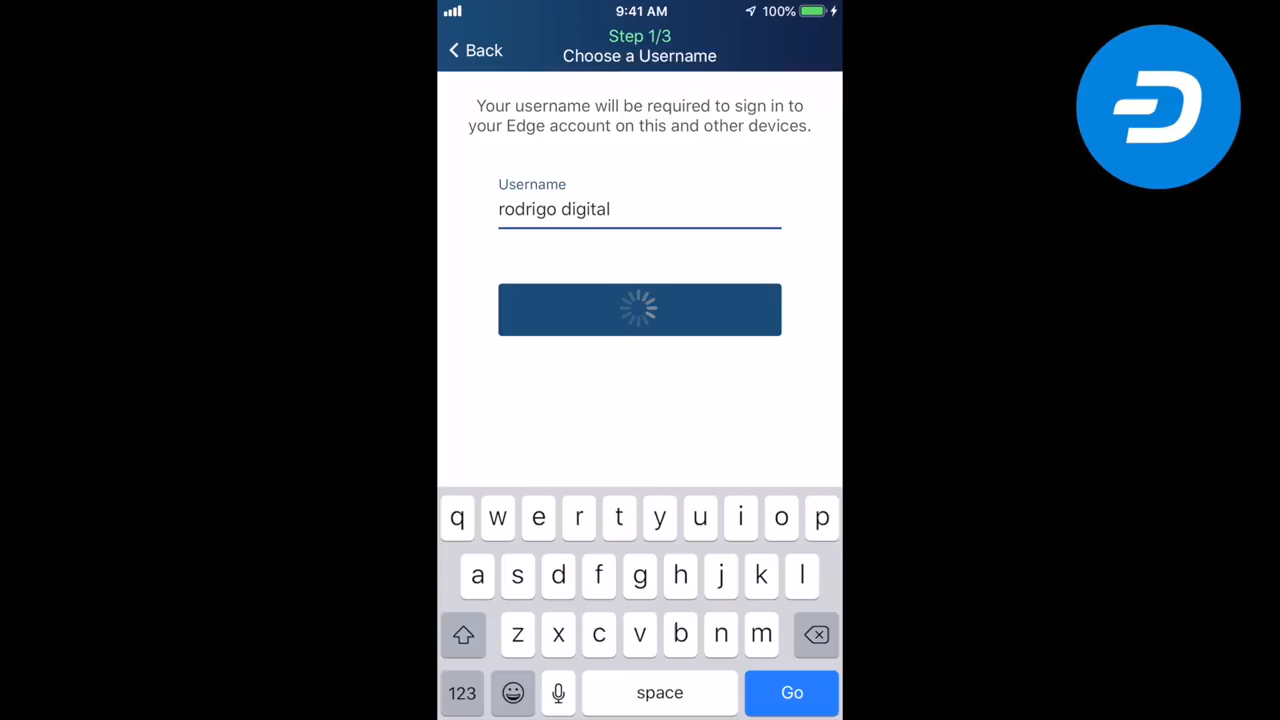 9:41 AM
100%
Step 1/3
Back
Choose a Username
Your username will be required to sign in to
your Edge account on this and other devices.
Username
rodrigo digital
q w e r t y u i o p
a s d f g h j k l
z x c v b n m
123
space
Go